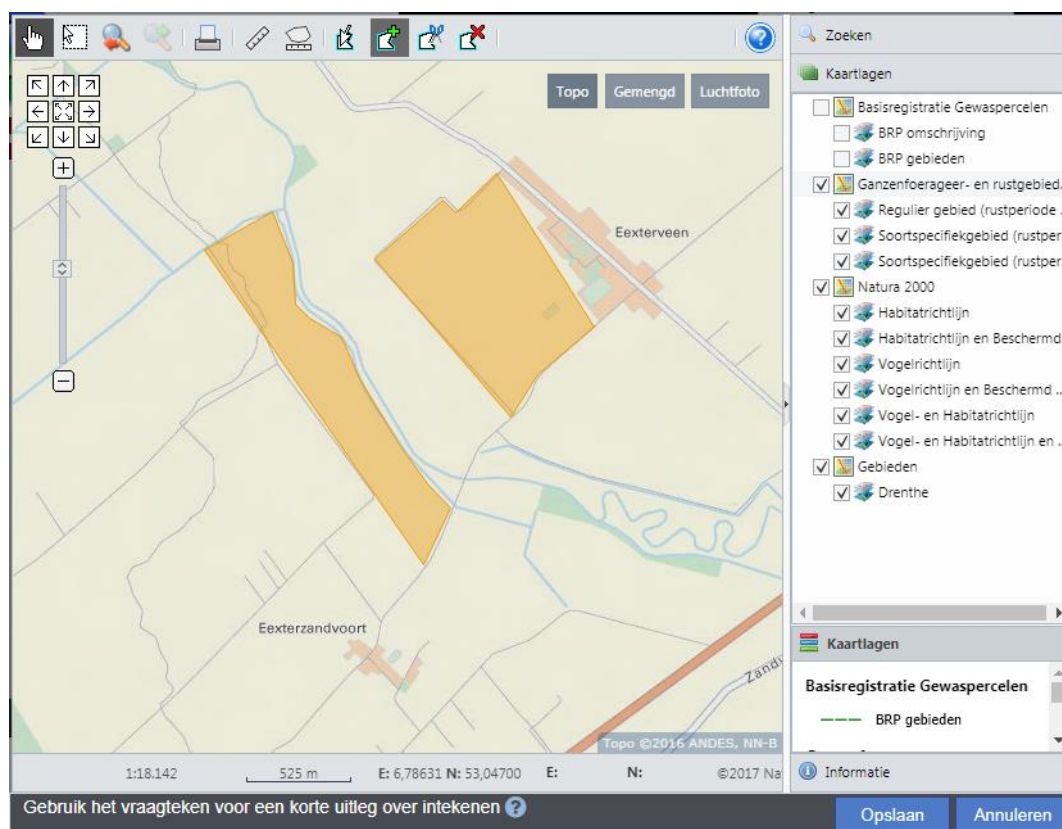 Topo Gemengd Luchtfoto
Eexterveen
Eexterzandvoort
Topo ©2016 ANDES, NN-B
1:18.142 525 m E: 6,78631 N: 53,04700 E: N: ©2017 Na
Zoeken
Kaartlagen
Basisregistratie Gewaspercelen
BRP omschrijving
BRP gebieden
Ganzenfoerageer- en rustgebied.
Regulier gebied (rustperiode .
Soortspecifiekgebied (rustper
Soortspecifiekgebied (rustper.
Natura 2000
Habitatrichtlijn
Habitatrichtlijn en Beschermd
Vogelrichtlijn
Vogelrichtlijn en Beschermd ..
Vogel- en Habitatrichtlijn
Vogel- en Habitatrichtlijn en .
Gebieden
Drenthe
Kaartlagen
Basisregistratie Gewaspercelen
BRP gebieden
Informatie
Gebruik het vraagteken voor een korte uitleg over intekenen ?
Opslaan Annuleren